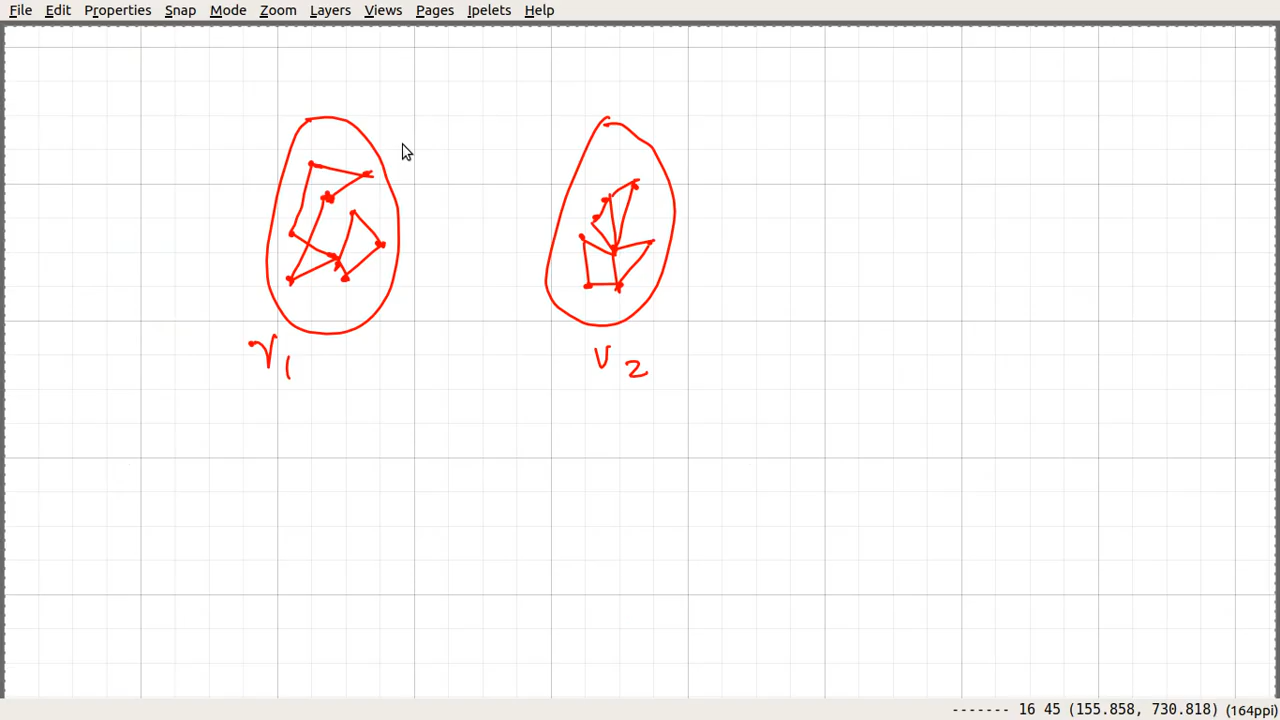 File Edit Properties Snap Mode Zoom Layers Views Pages Ipelets Help
V1 V2
------- 16 45 (155.858, 730.818) (164ppi)